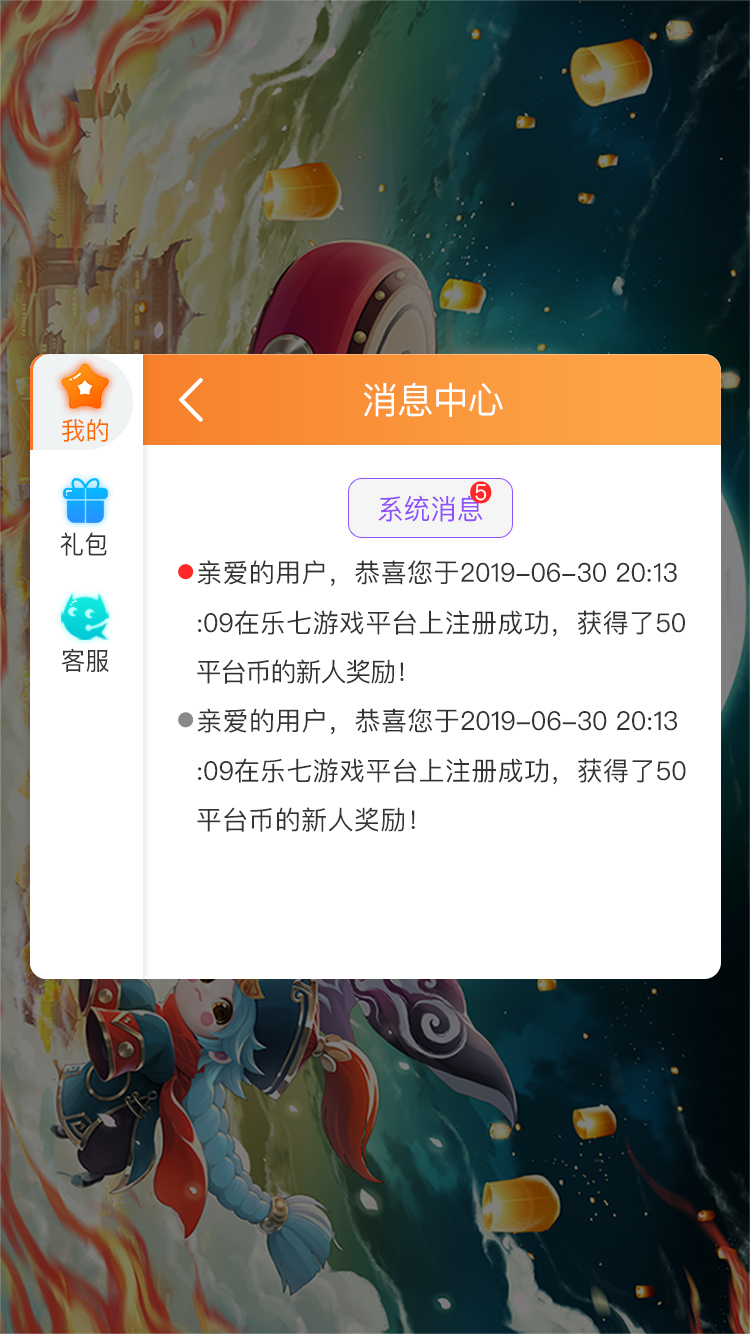 消息中心
我的
礼包
客服
系统消息
5
亲爱的用户，恭喜您于2019-06-30 20:13
:09在乐七游戏平台上注册成功，获得了50
平台币的新人奖励！
亲爱的用户，恭喜您于2019-06-30 20:13
:09在乐七游戏平台上注册成功，获得了50
平台币的新人奖励！